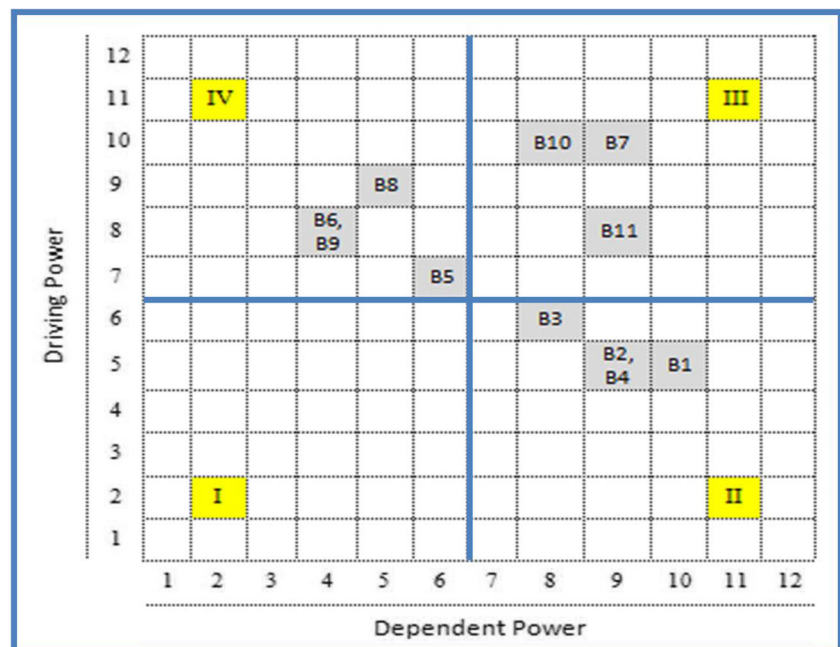 12
11 IV III
10 B10 B7
9 B8
8 B6, B9 B11
7 B5
6 B3
5 B2, B4 B1
4
3
2 I II
1
1 2 3 4 5 6 7 8 9 10 11 12
Driving Power
Dependent Power